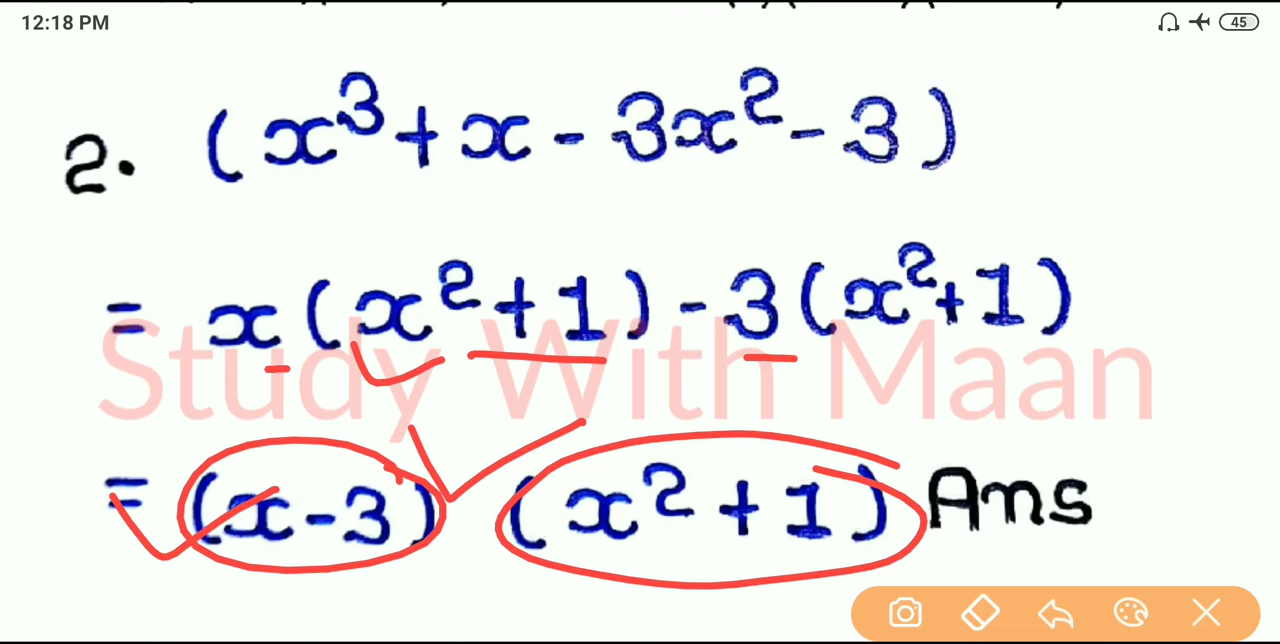 12:18 PM
45
2. (x³ + x - 3x² - 3)
= x(x² + 1) - 3(x² + 1)
Study With Maan
= (x - 3) (x² + 1) Ans